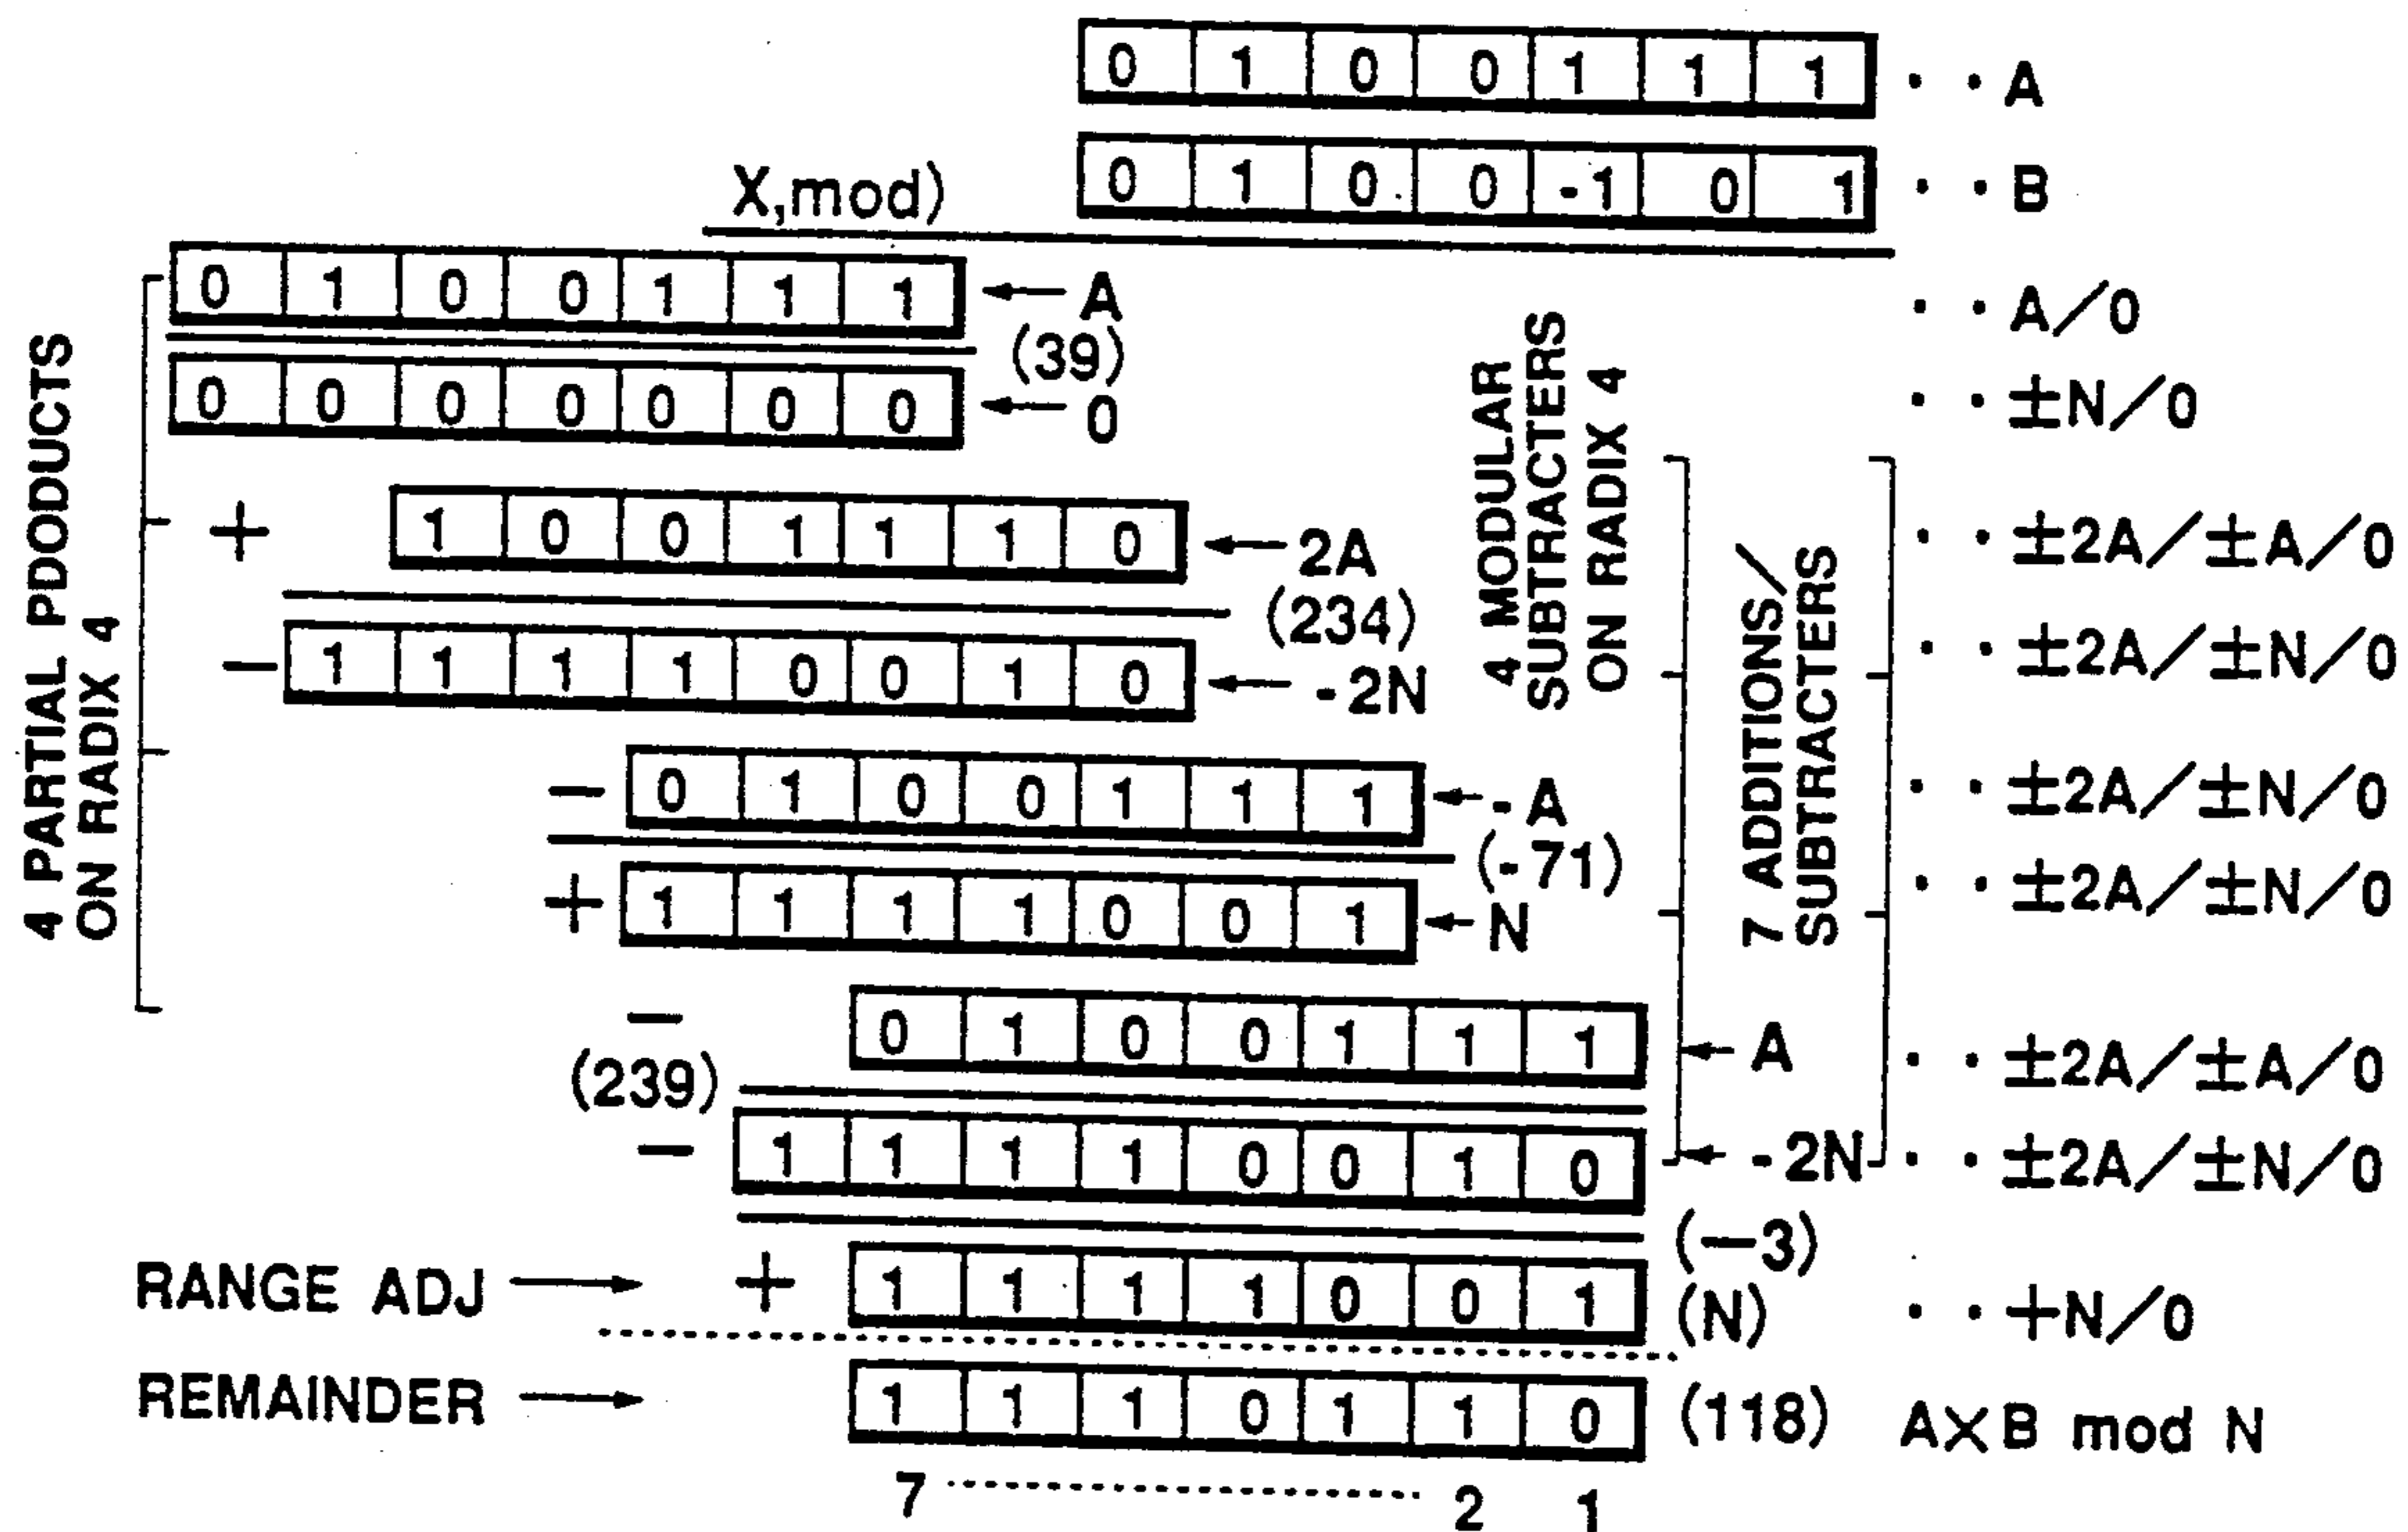 0 1 0 0 1 1 1 · · A
X,mod) 0 1 0 0 -1 0 1 · · B
0 1 0 0 1 1 1 ← A · · A/0
(39)
0 0 0 0 0 0 0 ← 0 · · ±N/0
+ 1 0 0 1 1 1 0 ← 2A · · ±2A/±A/0
(234)
- 1 1 1 1 0 0 1 0 ← -2N · · ±2A/±N/0
- 0 1 0 0 1 1 1 ← -A · · ±2A/±N/0
(-71)
+ 1 1 1 1 0 0 1 ← N · · ±2A/±N/0
- 0 1 0 0 1 1 1 ← A · · ±2A/±A/0
(239)
- 1 1 1 1 0 0 1 0 ← -2N · · ±2A/±N/0
(−3)
RANGE ADJ → + 1 1 1 1 0 0 1 (N) · · +N/0
REMAINDER → 1 1 1 0 1 1 0 (118) A×B mod N
7 ........ 2 1
4 PARTIAL PDODUCTS
ON RADIX 4
4 MODULAR
SUBTRACTERS
ON RADIX 4
7 ADDITIONS/
SUBTRACTERS